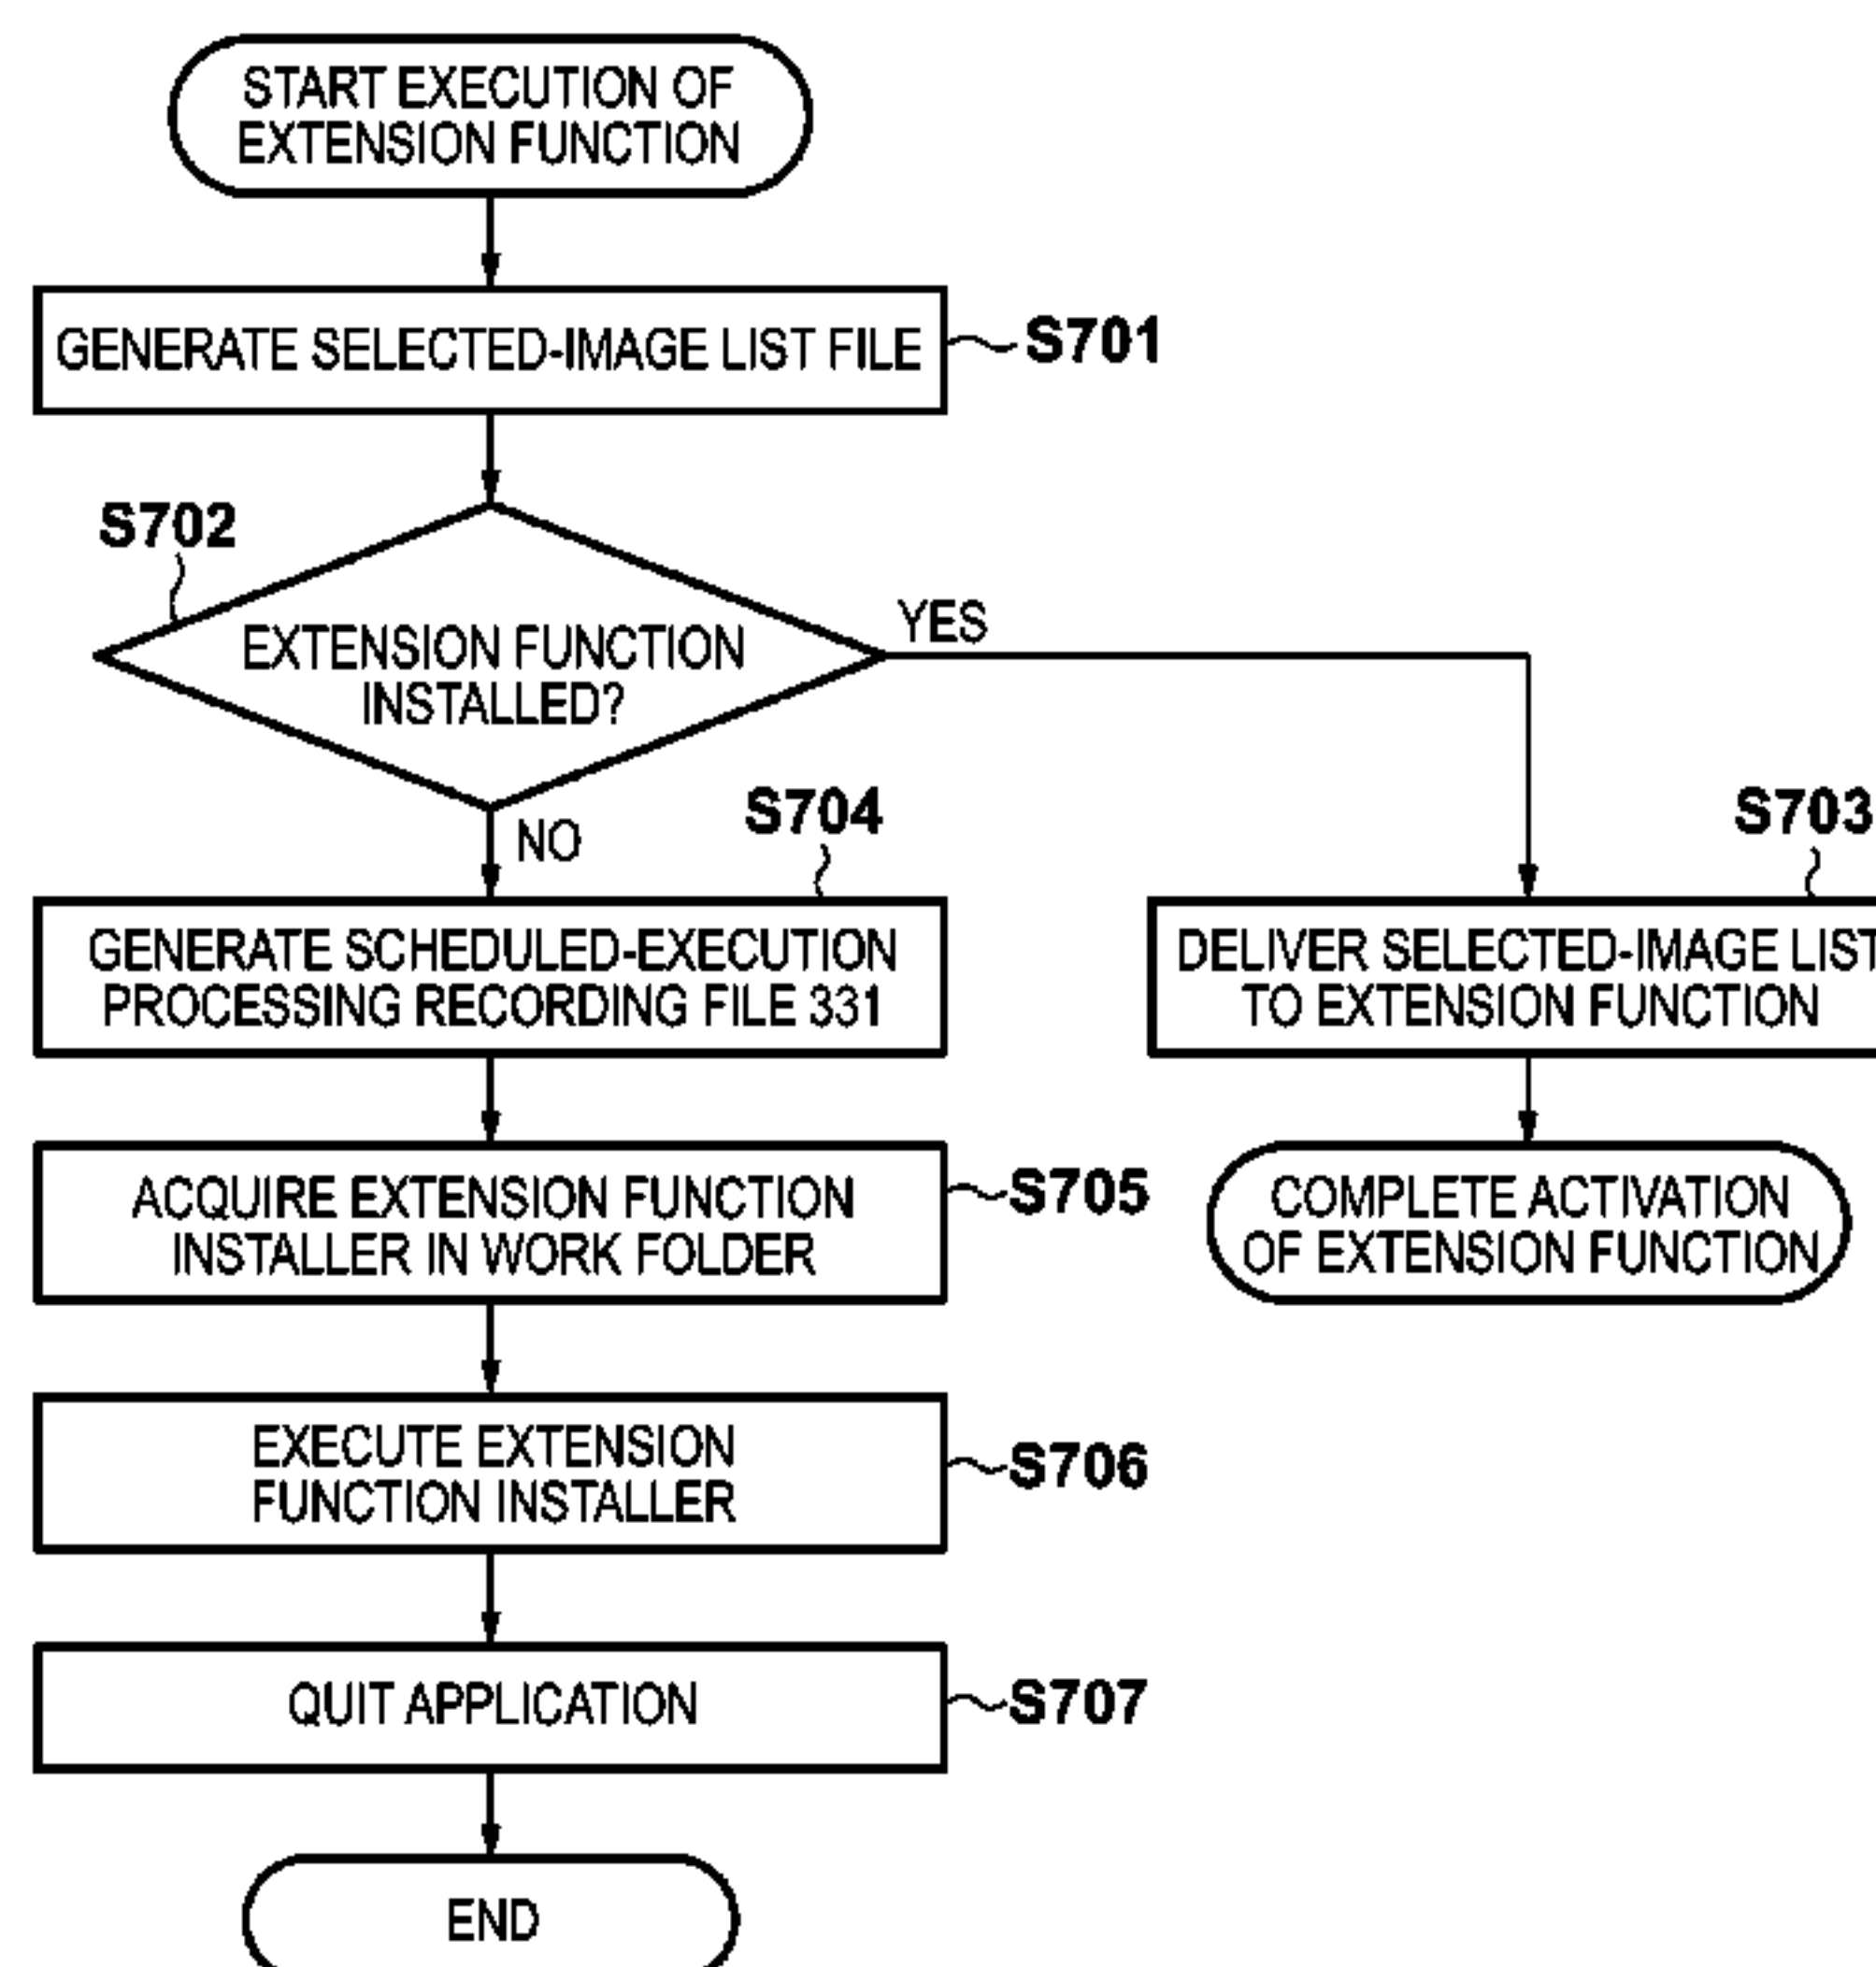 START EXECUTION OF
EXTENSION FUNCTION
GENERATE SELECTED-IMAGE LIST FILE
S701
S702
EXTENSION FUNCTION
INSTALLED?
YES
NO
S704
GENERATE SCHEDULED-EXECUTION
PROCESSING RECORDING FILE 331
S703
DELIVER SELECTED-IMAGE LIST
TO EXTENSION FUNCTION
ACQUIRE EXTENSION FUNCTION
INSTALLER IN WORK FOLDER
S705
COMPLETE ACTIVATION
OF EXTENSION FUNCTION
EXECUTE EXTENSION
FUNCTION INSTALLER
S706
QUIT APPLICATION
S707
END